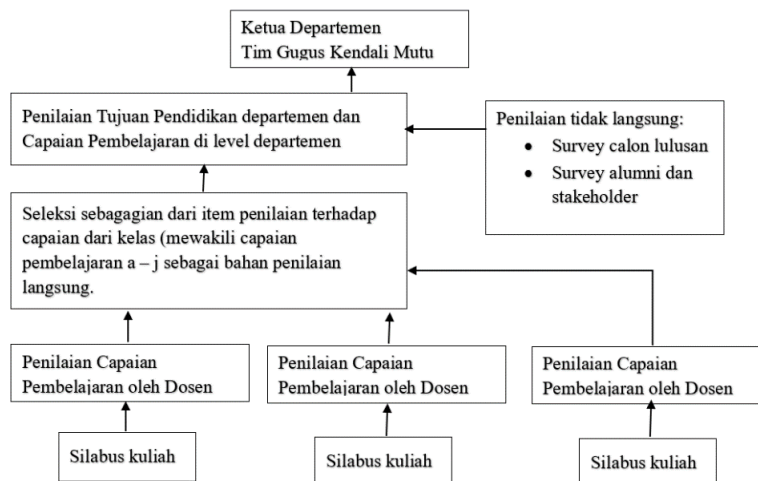 Ketua Departemen
Tim Gugus Kendali Mutu
Penilaian Tujuan Pendidikan departemen dan
Capaian Pembelajaran di level departemen
Penilaian tidak langsung:
● Survey calon lulusan
● Survey alumni dan
stakeholder
Seleksi sebagagian dari item penilaian terhadap
capaian dari kelas (mewakili capaian
pembelajaran a – j sebagai bahan penilaian
langsung.
Penilaian Capaian
Pembelajaran oleh Dosen
Penilaian Capaian
Pembelajaran oleh Dosen
Penilaian Capaian
Pembelajaran oleh Dosen
Silabus kuliah
Silabus kuliah
Silabus kuliah